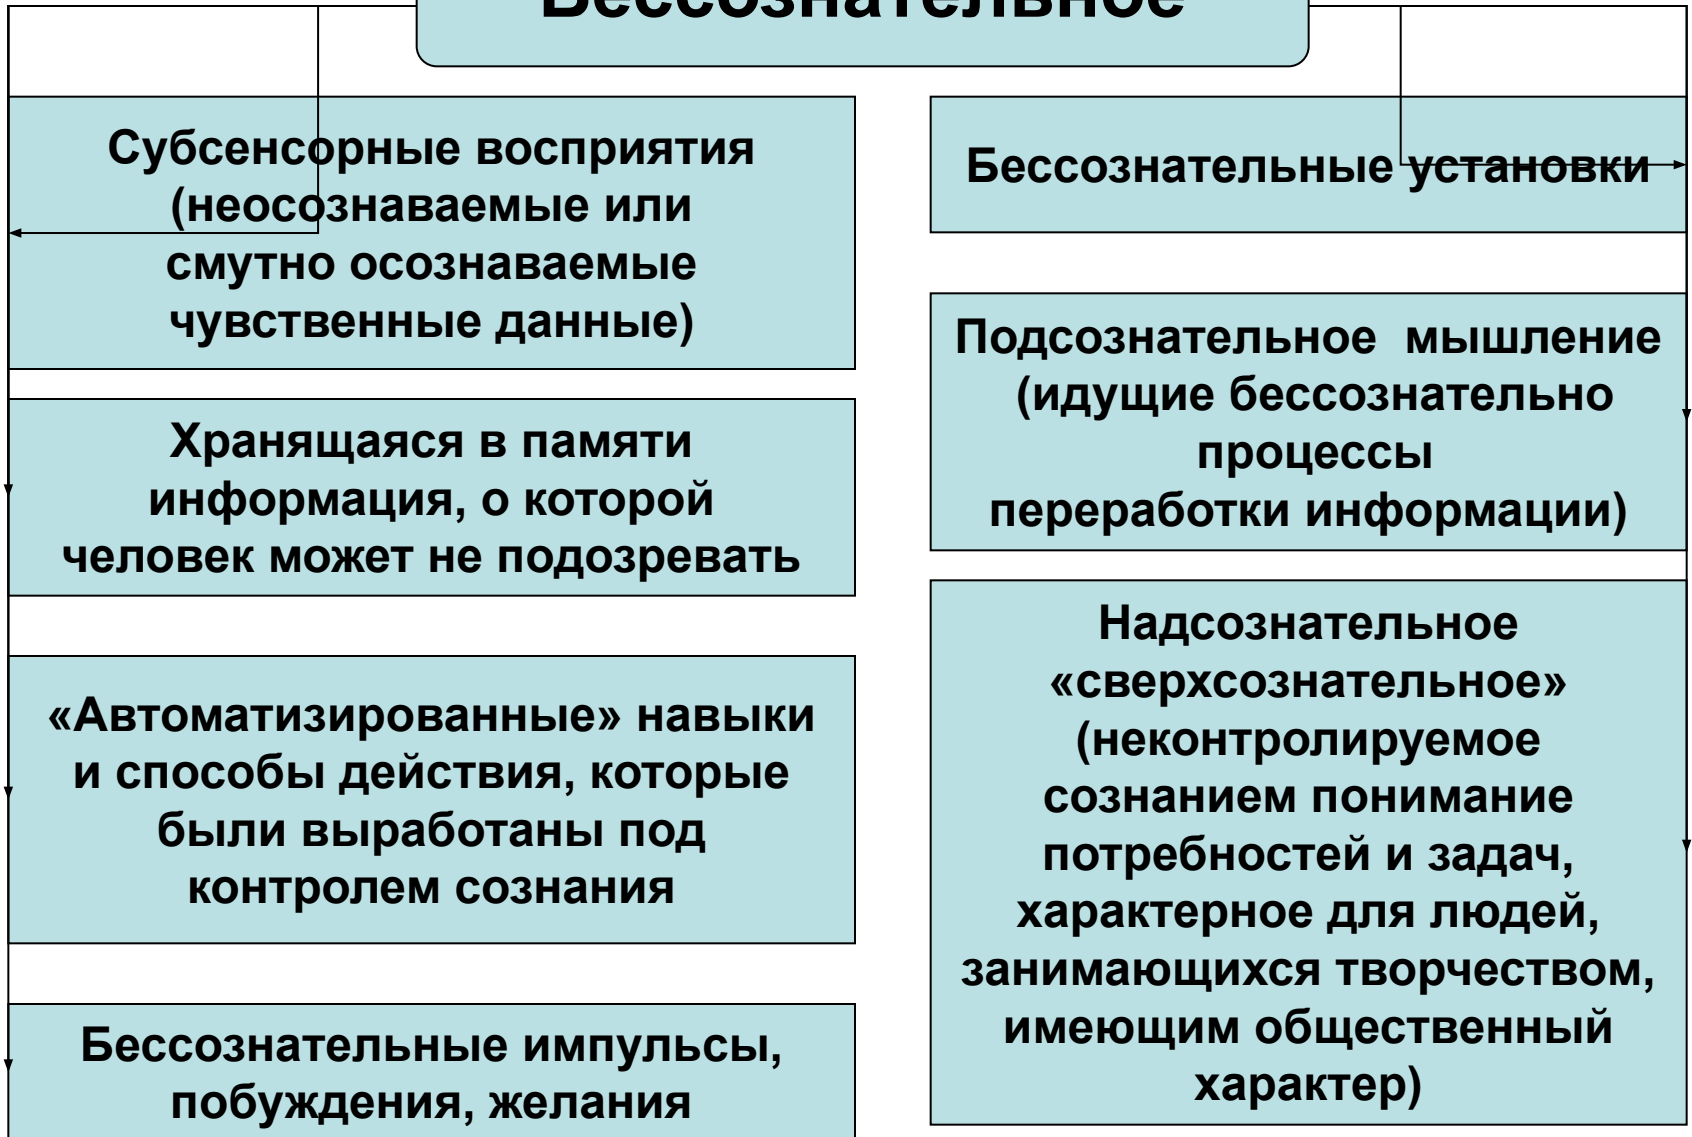 Бессознательное
Субсенсорные восприятия
(неосознаваемые или
смутно осознаваемые
чувственные данные)
Хранящаяся в памяти
информация, о которой
человек может не подозревать
«Автоматизированные» навыки
и способы действия, которые
были выработаны под
контролем сознания
Бессознательные импульсы,
побуждения, желания
Бессознательные установки
Подсознательное мышление
(идущие бессознательно
процессы
переработки информации)
Надсознательное
«сверхсознательное»
(неконтролируемое
сознанием понимание
потребностей и задач,
характерное для людей,
занимающихся творчеством,
имеющим общественный
характер)